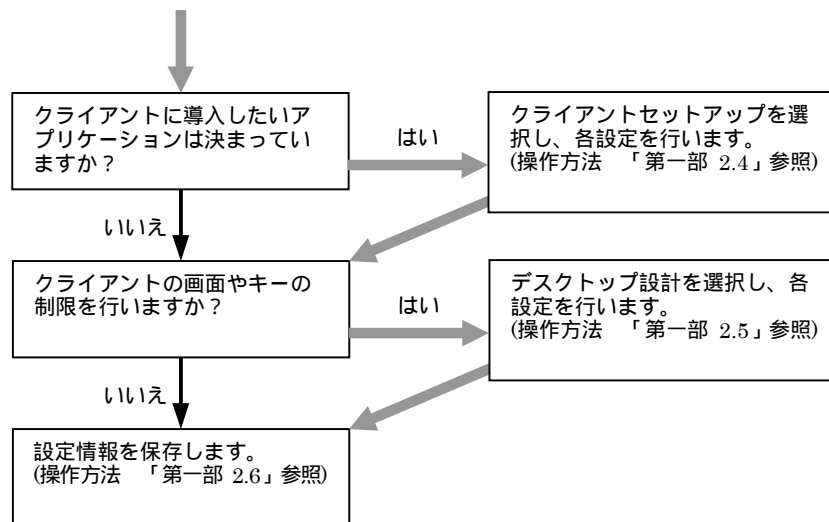 クライアントに導入したいア
プリケーションは決まってい
ますか？
はい
クライアントセットアップを選
択し、各設定を行います。
(操作方法　「第一部 2.4」参照)
いいえ
クライアントの画面やキーの
制限を行いますか？
はい
デスクトップ設計を選択し、各
設定を行います。
(操作方法　「第一部 2.5」参照)
いいえ
設定情報を保存します。
(操作方法　「第一部 2.6」参照)